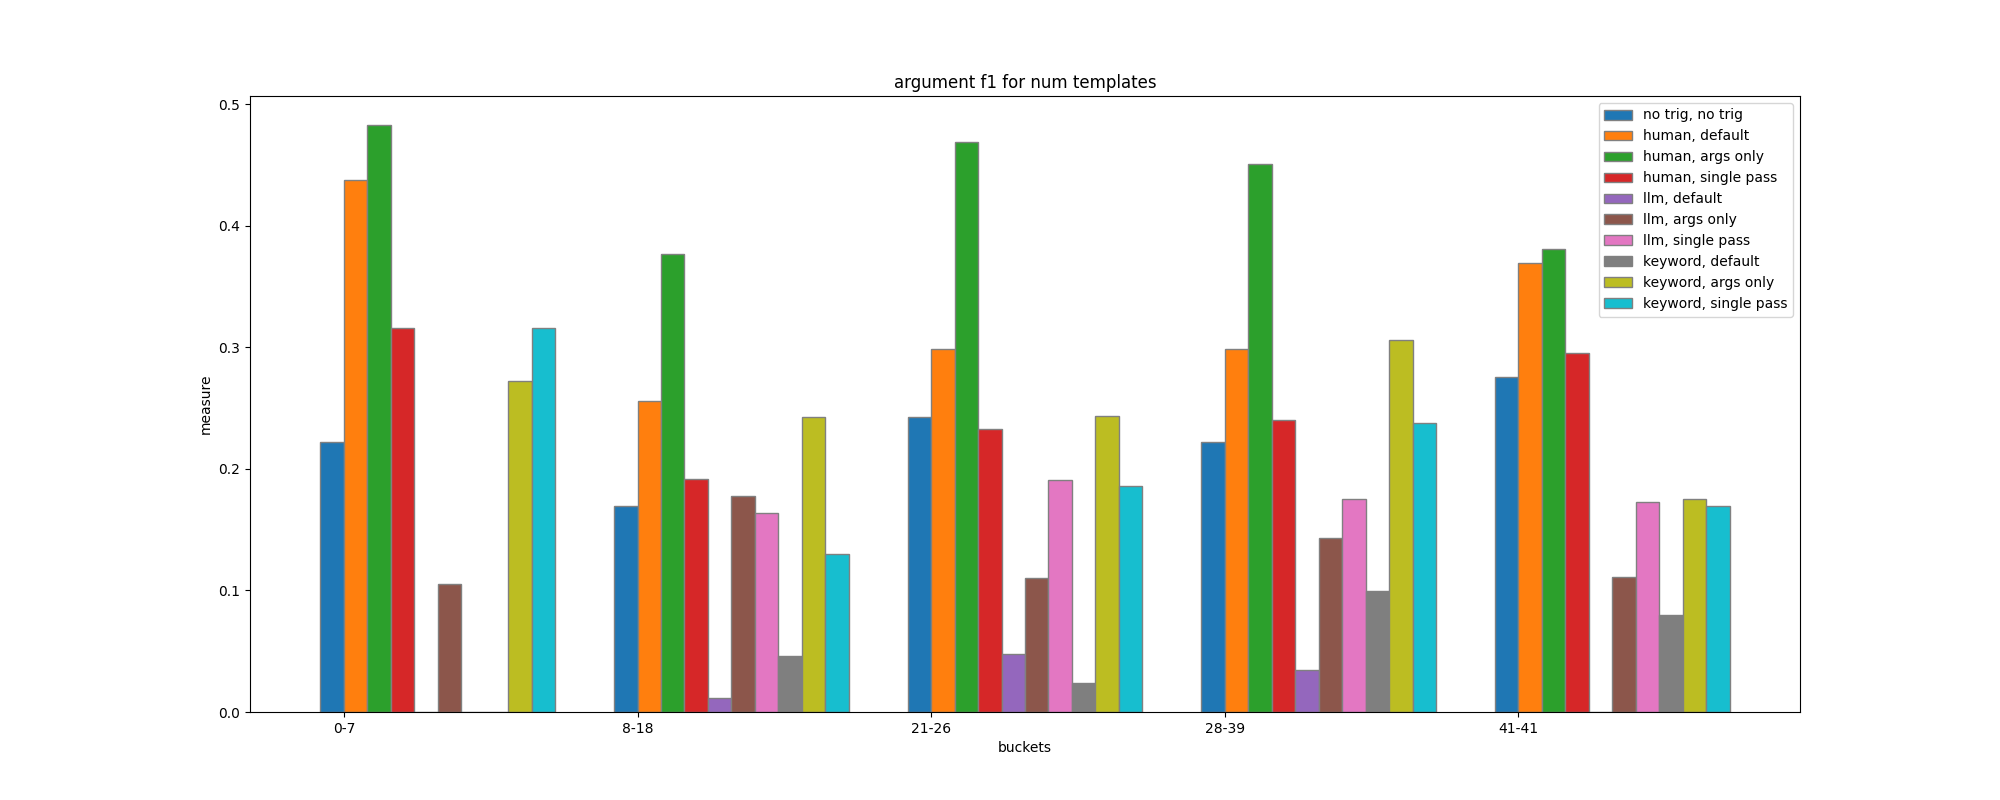 argument f1 for num templates
0.5
0.4
0.3
0.2
0.1
0.0
measure
no trig, no trig
human, default
human, args only
human, single pass
llm, default
llm, args only
llm, single pass
keyword, default
keyword, args only
keyword, single pass
0-7 8-18 21-26 28-39 41-41
buckets